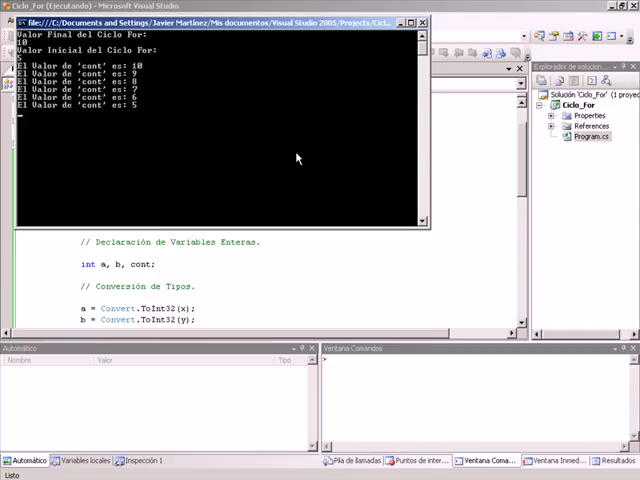 Ciclo_For (Ejecutando) - Microsoft Visual Studio
file:///C:/Documents and Settings/Javier Martínez/Mis documentos/Visual Studio 2005/Projects/Cicl...
Valor Final del Ciclo For:
10
Valor Inicial del Ciclo For:
5
El Valor de 'cont' es: 10
El Valor de 'cont' es: 9
El Valor de 'cont' es: 8
El Valor de 'cont' es: 7
El Valor de 'cont' es: 6
El Valor de 'cont' es: 5
Explorador de solucion...
Solución 'Ciclo_For' (1 proyec
Ciclo_For
Properties
References
Program.cs
// Declaración de Variables Enteras.
int a, b, cont;
// Conversión de Tipos.
a = Convert.ToInt32(x);
b = Convert.ToInt32(y);
Automático
Nombre Valor Tipo
Ventana Comandos
>
Automático Variables locales Inspección 1
Pila de llamadas Puntos de inter... Ventana Coma... Ventana Inmed... Resultados
Listo